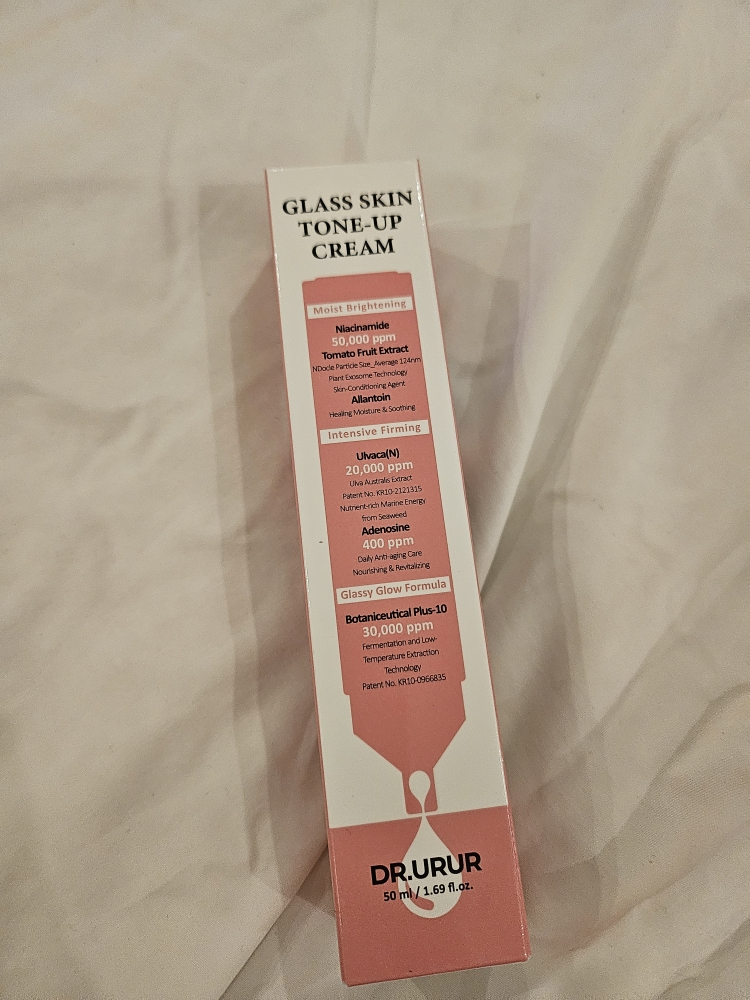 GLASS SKIN
TONE-UP
CREAM
Moist Brightening
Niacinamide
50,000 ppm
Tomato Fruit Extract
NDocle Particle Size_Average 124nm
Plant Exosome Technology
Skin-Conditioning Agent
Allantoin
Healing Moisture & Soothing
Intensive Firming
Ulvaca(N)
20,000 ppm
Ulva Australis Extract
Patent No. KR10-2121315
Nutrient-rich Marine Energy
from Seaweed
Adenosine
400 ppm
Daily Anti-aging Care
Nourishing & Revitalizing
Glassy Glow Formula
Botaniceutical Plus-10
30,000 ppm
Fermentation and Low-
Temperature Extraction
Technology
Patent No. KR10-0966835
DR.URUR
50 ml / 1.69 fl.oz.